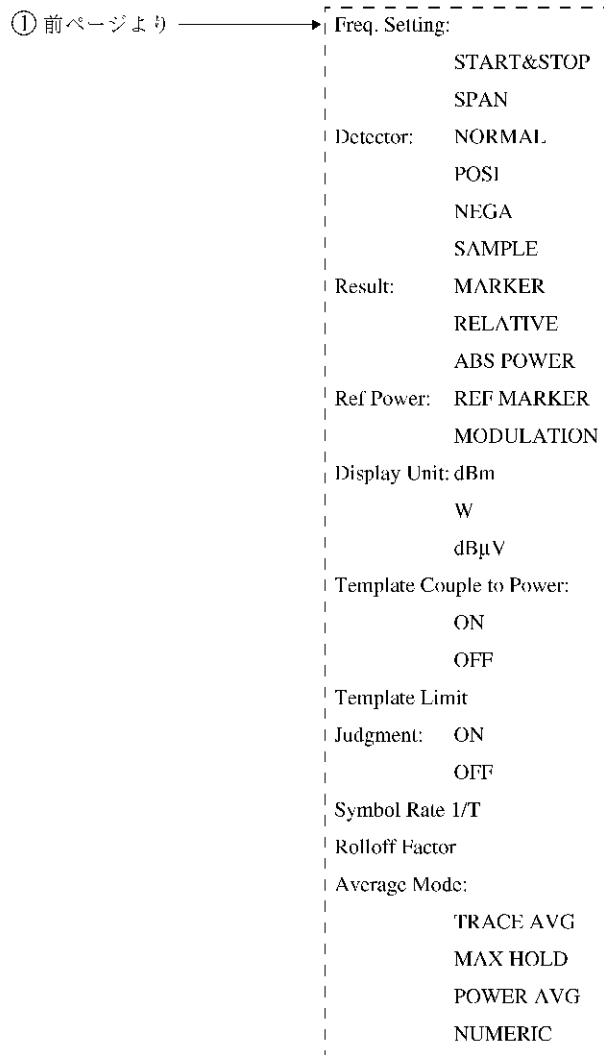 ① 前ページより
Freq. Setting:
START&STOP
SPAN
Detector: NORMAL
POSI
NEGA
SAMPLE
Result: MARKER
RELATIVE
ABS POWER
Ref Power: REF MARKER
MODULATION
Display Unit: dBm
W
dBμV
Template Couple to Power:
ON
OFF
Template Limit
Judgment: ON
OFF
Symbol Rate 1/T
Rolloff Factor
Average Mode:
TRACE AVG
MAX HOLD
POWER AVG
NUMERIC